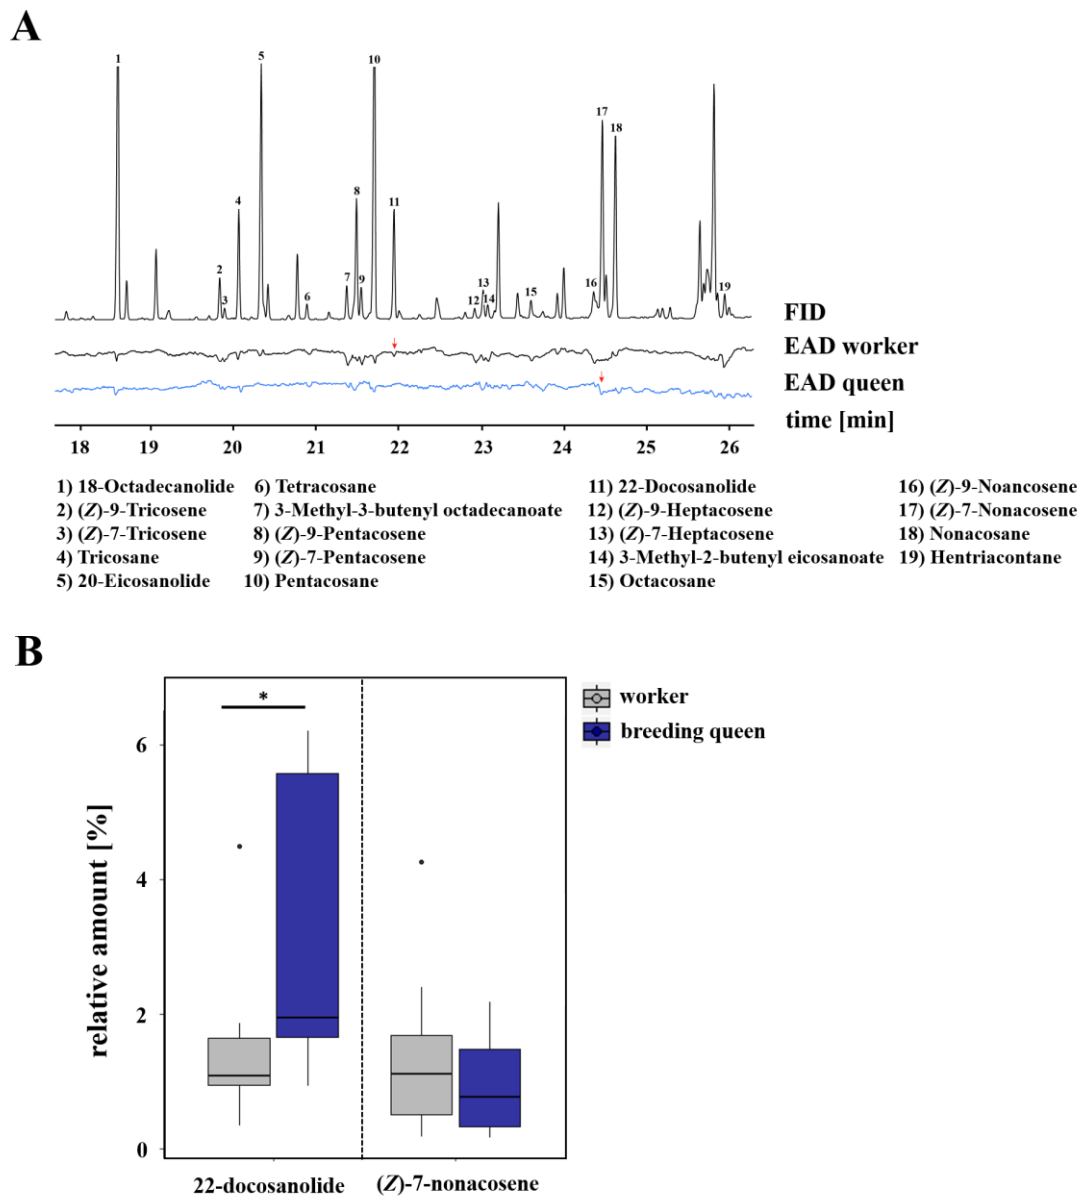 A
1
5
10
17
18
8
4
11
2
3
6
7
9
12
13
14
15
16
19
FID
EAD worker
EAD queen
time [min]
18 19 20 21 22 23 24 25 26
1) 18-Octadecanolide 6) Tetracosane 11) 22-Docosanolide 16) (Z)-9-Noancosene
2) (Z)-9-Tricosene 7) 3-Methyl-3-butenyl octadecanoate 12) (Z)-9-Heptacosene 17) (Z)-7-Nonacosene
3) (Z)-7-Tricosene 8) (Z)-9-Pentacosene 13) (Z)-7-Heptacosene 18) Nonacosane
4) Tricosane 9) (Z)-7-Pentacosene 14) 3-Methyl-2-butenyl eicosanoate 19) Hentriacontane
5) 20-Eicosanolide 10) Pentacosane 15) Octacosane
B
*
worker
breeding queen
relative amount [%]
6
4
2
0
22-docosanolide (Z)-7-nonacosene